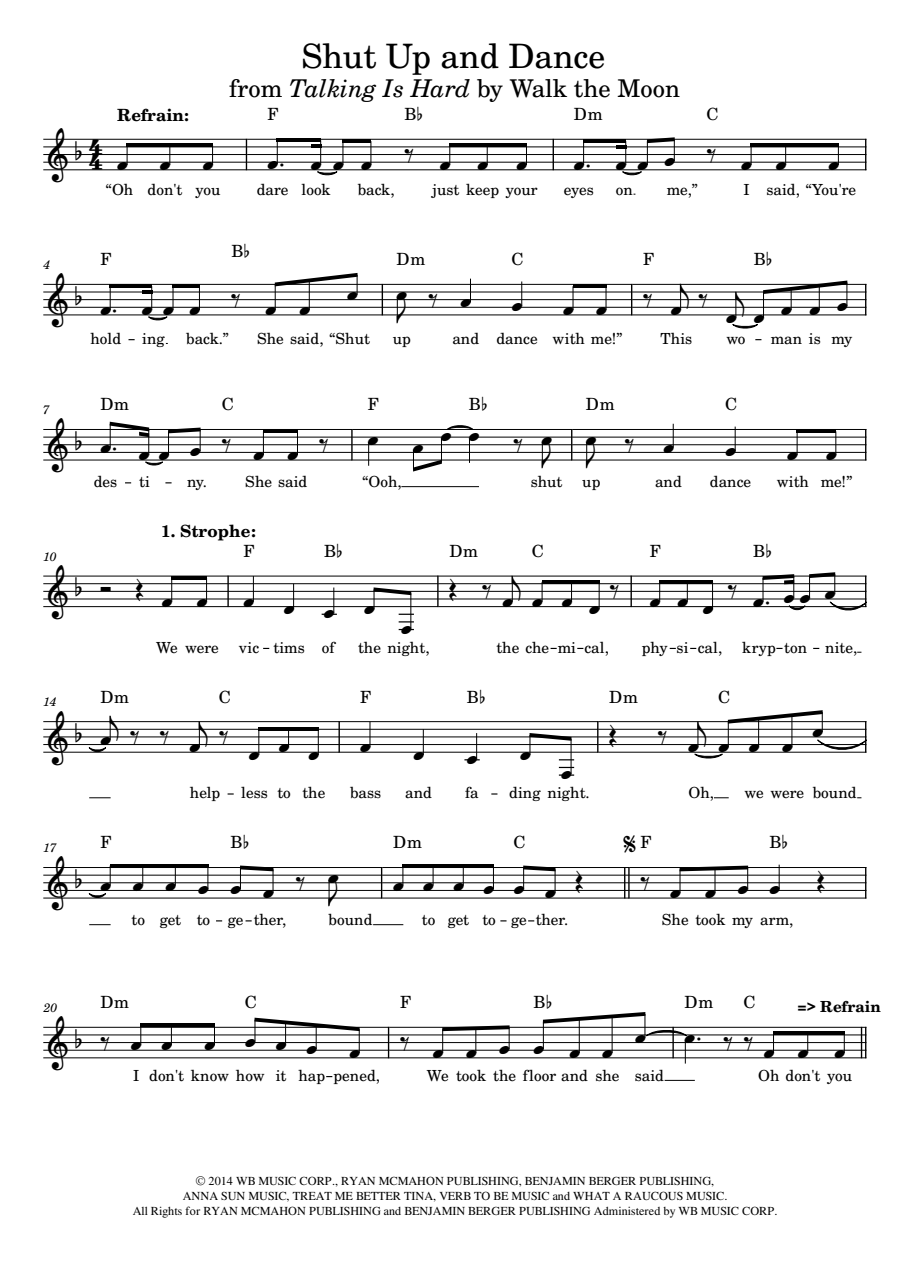 Shut Up and Dance
from Talking Is Hard by Walk the Moon
Refrain: F B♭ Dm C
“Oh don't you dare look back, just keep your eyes on. me,” I said, “You're
4 F B♭ Dm C F B♭
hold – ing. back.” She said, “Shut up and dance with me!” This wo – man is my
7 Dm C F B♭ Dm C
des – ti – ny. She said “Ooh, shut up and dance with me!”
1. Strophe:
10 F B♭ Dm C F B♭
We were vic – tims of the night, the che – mi – cal, phy – si – cal, kryp – ton – nite,
14 Dm C F B♭ Dm C
help – less to the bass and fa – ding night. Oh, we were bound
17 F B♭ Dm C F B♭
to get to – ge – ther, bound to get to – ge – ther. She took my arm,
20 Dm C F B♭ Dm C => Refrain
I don't know how it hap – pened, We took the floor and she said Oh don't you
© 2014 WB MUSIC CORP., RYAN MCMAHON PUBLISHING, BENJAMIN BERGER PUBLISHING,
ANNA SUN MUSIC, TREAT ME BETTER TINA, VERB TO BE MUSIC and WHAT A RAUCOUS MUSIC.
All Rights for RYAN MCMAHON PUBLISHING and BENJAMIN BERGER PUBLISHING Administered by WB MUSIC CORP.